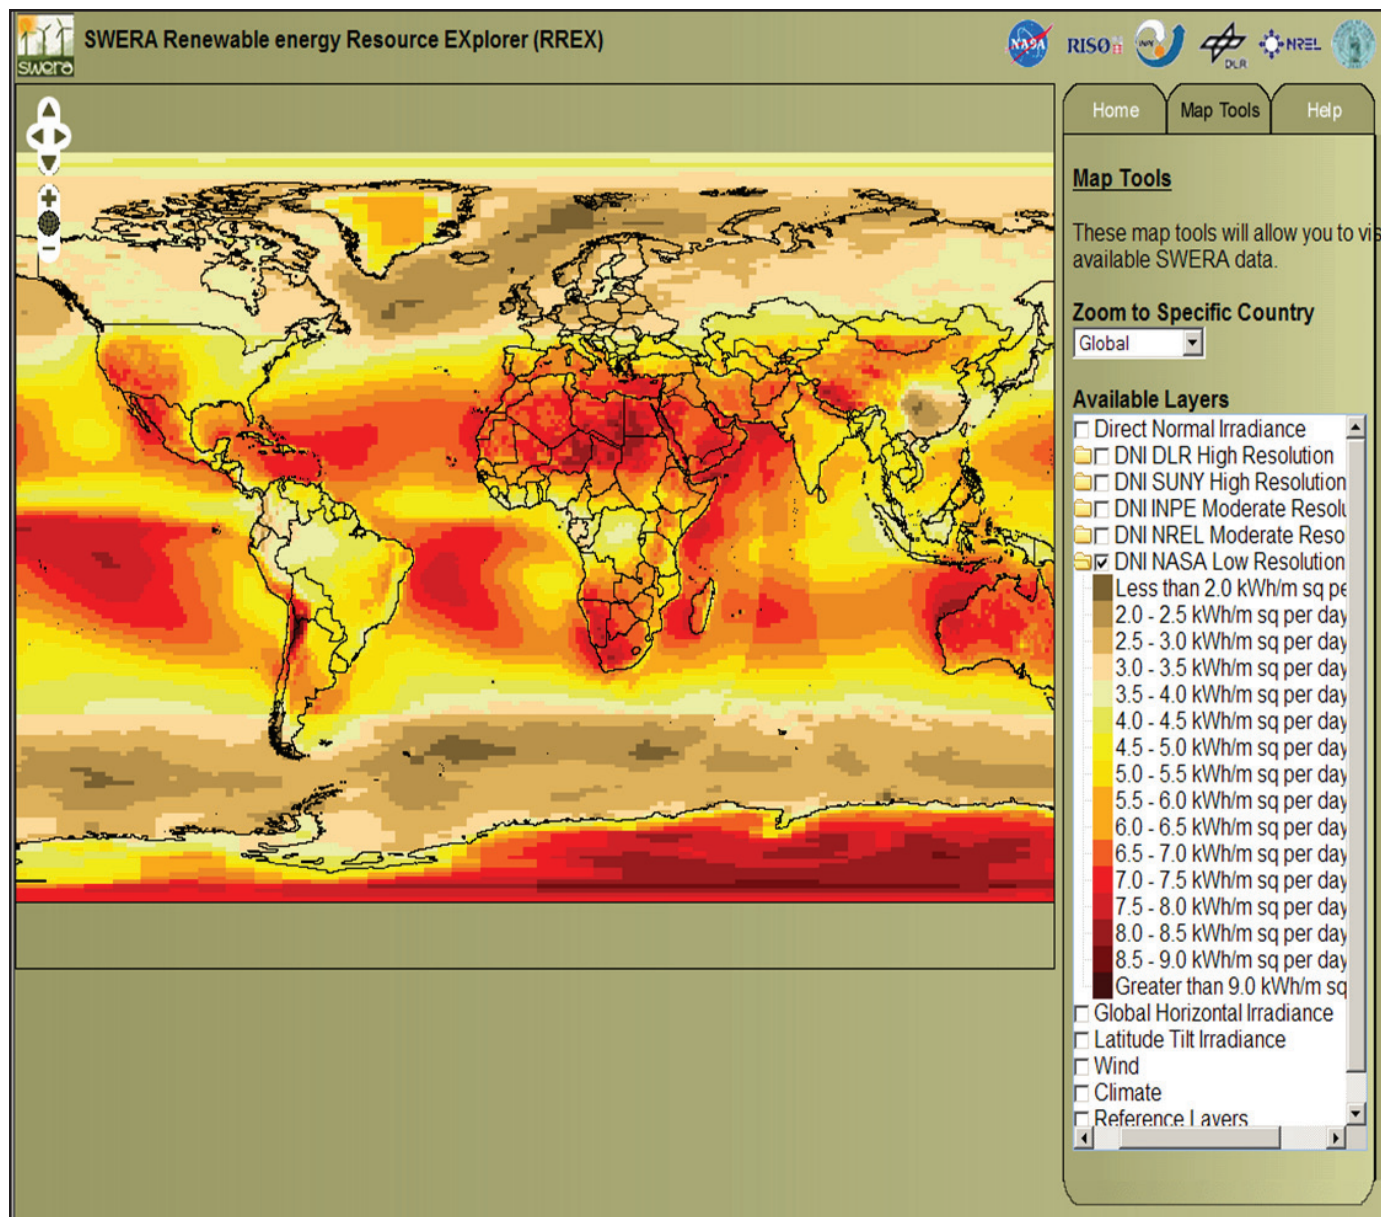 swera
SWERA Renewable energy Resource EXplorer (RREX)
NASA
RISØ
INPE
DLR
NREL
Home
Map Tools
Help
Map Tools
These map tools will allow you to vis
available SWERA data.
Zoom to Specific Country
Global
Available Layers
Direct Normal Irradiance
DNI DLR High Resolution
DNI SUNY High Resolution
DNI INPE Moderate Resolu
DNI NREL Moderate Reso
DNI NASA Low Resolution
Less than 2.0 kWh/m sq pe
2.0 - 2.5 kWh/m sq per day
2.5 - 3.0 kWh/m sq per day
3.0 - 3.5 kWh/m sq per day
3.5 - 4.0 kWh/m sq per day
4.0 - 4.5 kWh/m sq per day
4.5 - 5.0 kWh/m sq per day
5.0 - 5.5 kWh/m sq per day
5.5 - 6.0 kWh/m sq per day
6.0 - 6.5 kWh/m sq per day
6.5 - 7.0 kWh/m sq per day
7.0 - 7.5 kWh/m sq per day
7.5 - 8.0 kWh/m sq per day
8.0 - 8.5 kWh/m sq per day
8.5 - 9.0 kWh/m sq per day
Greater than 9.0 kWh/m sq
Global Horizontal Irradiance
Latitude Tilt Irradiance
Wind
Climate
Reference Layers